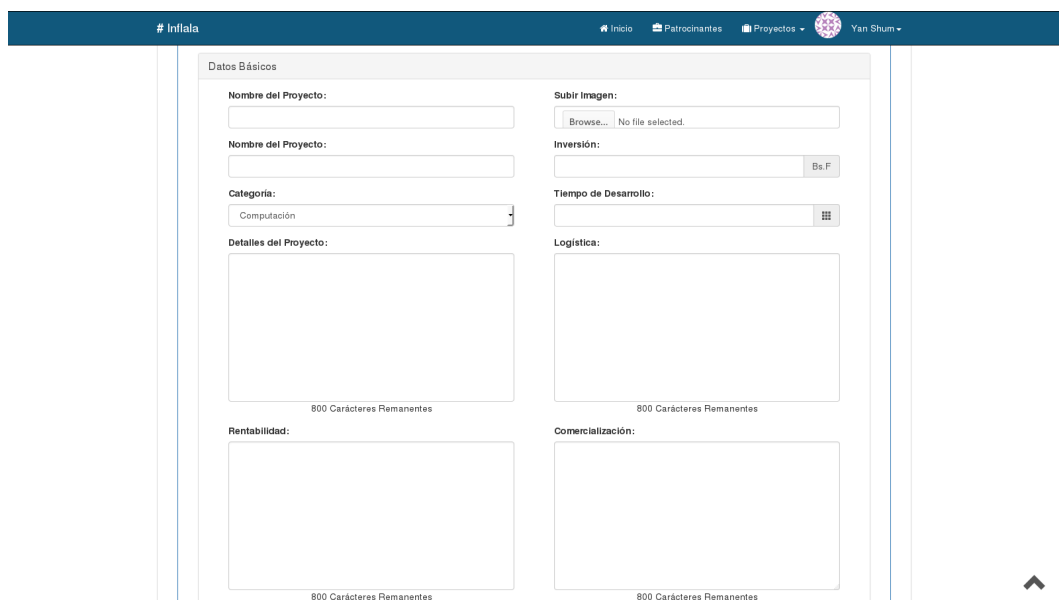 # Inflala
Inicio Patrocinantes Proyectos Yan Shum
Datos Básicos
Nombre del Proyecto: Subir Imagen:
Browse... No file selected.
Nombre del Proyecto: Inversión:
Bs.F
Categoría: Tiempo de Desarrollo:
Computación
Detalles del Proyecto: Logística:
800 Carácteres Remanentes 800 Carácteres Remanentes
Rentabilidad: Comercialización:
800 Carácteres Remanentes 800 Carácteres Remanentes